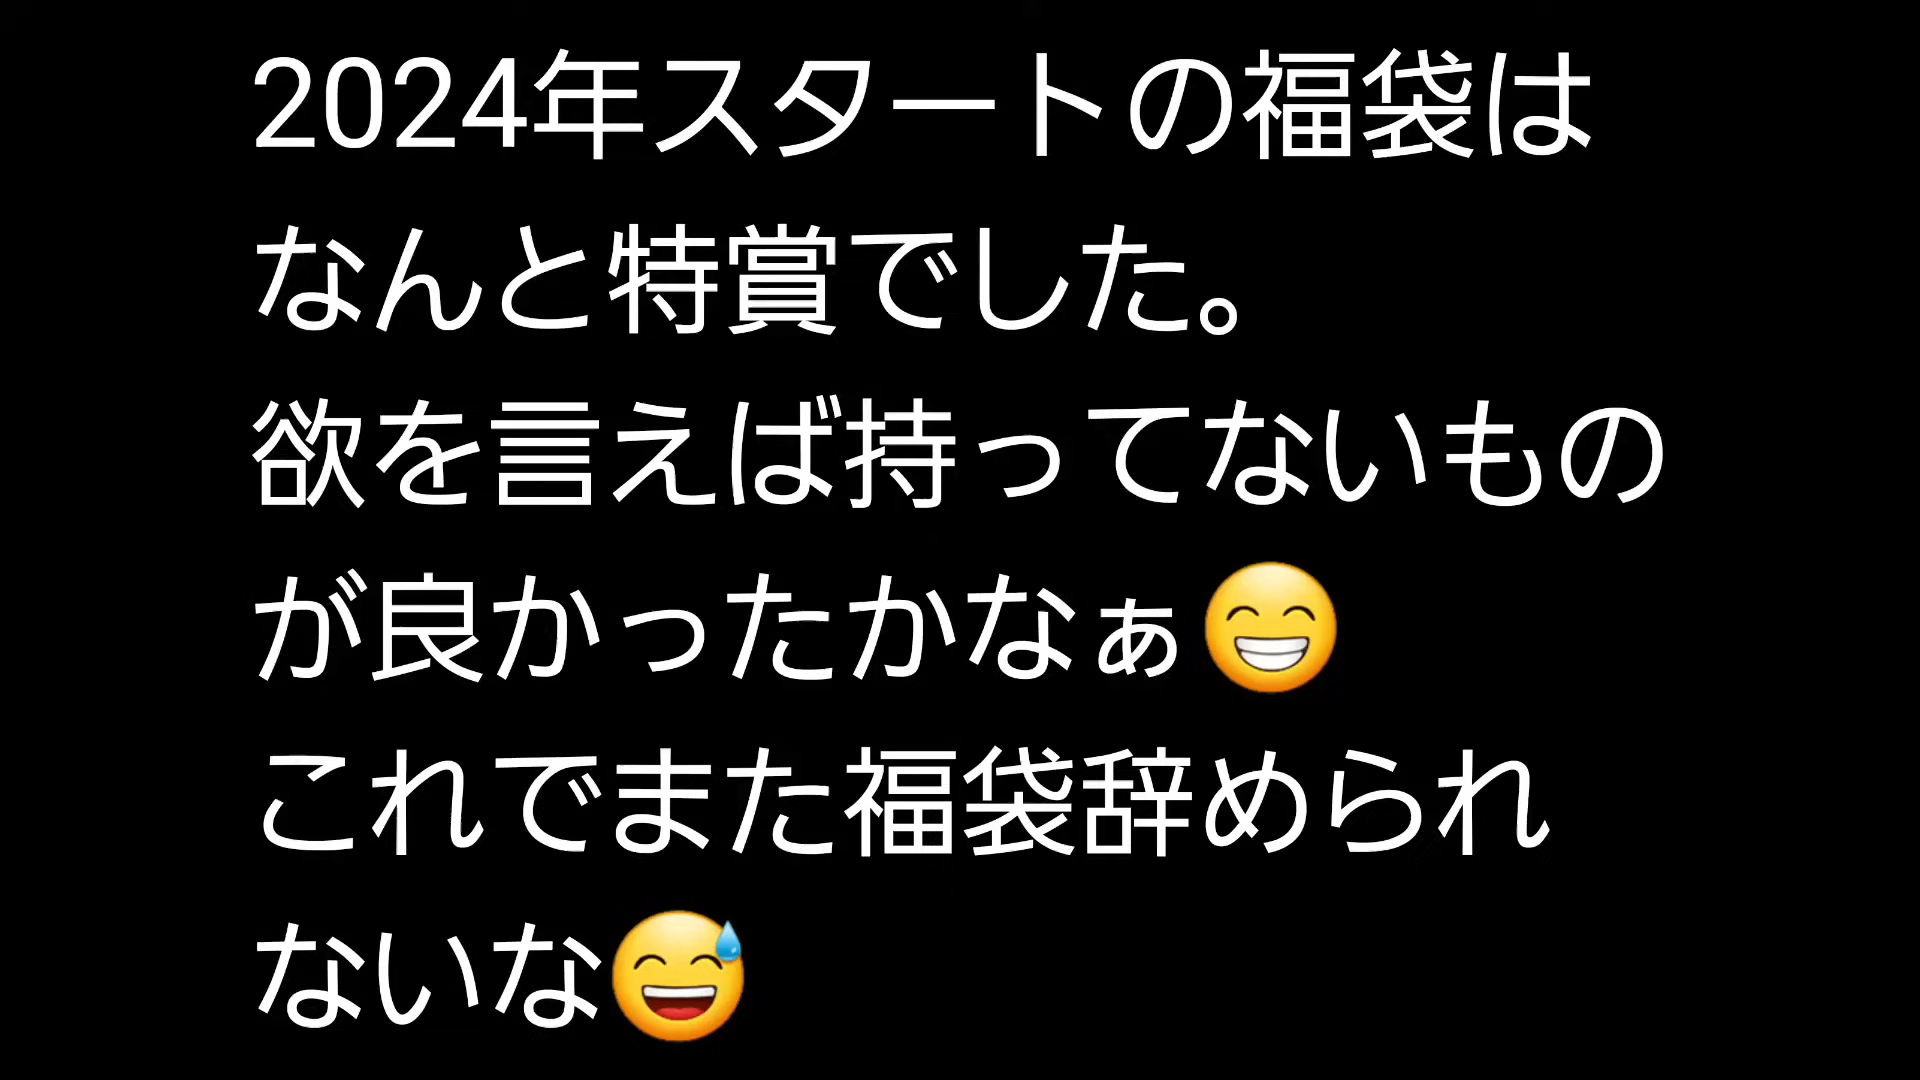 2024年スタートの福袋は
なんと特賞でした。
欲を言えば持ってないもの
が良かったかなぁ😁
これでまた福袋辞められ
ないな😅